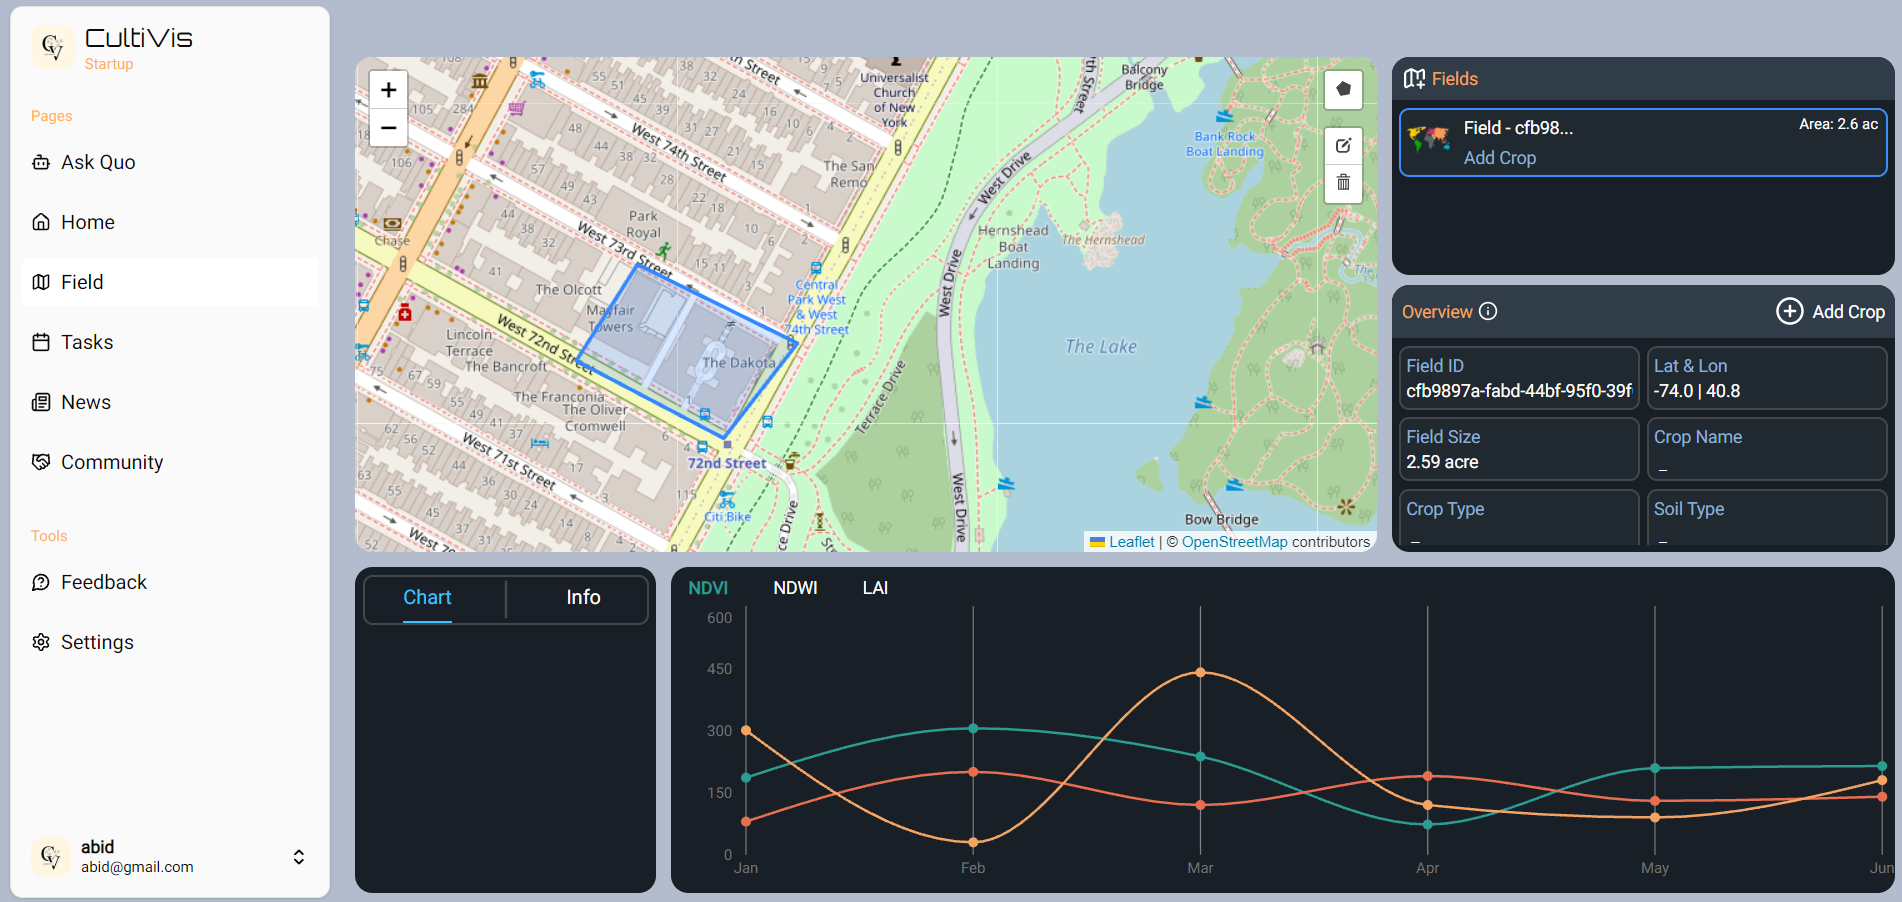 CultiVis
Startup
Pages
Ask Quo
Home
Field
Tasks
News
Community
Tools
Feedback
Settings
abid
abid@gmail.com
+
−
Universalist
Church
of New
York
Balcony
Bridge
Bank Rock
Boat Landing
West 74th Street
The San
Remo
West Drive
Chase
Park
Royal
West 73rd Street
Hernshead
Boat
Landing
The Hernshead
The Olcott
Mayfair
Towers
Central
Park West
& West
74th Street
West Drive
Lincoln
Terrace
The Bancroft
West 72nd Street
The Dakota
The Lake
Terrace Drive
The Franconia
The Oliver
Cromwell
West 71st Street
72nd Street
Citi Bike
West Drive
Bow Bridge
Leaflet | © OpenStreetMap contributors
Fields
Field - cfb98...
Area: 2.6 ac
Add Crop
Overview
Add Crop
Field ID
cfb9897a-fabd-44bf-95f0-39f
Lat & Lon
-74.0 | 40.8
Field Size
2.59 acre
Crop Name
_
Crop Type
_
Soil Type
_
Chart
Info
NDVI NDWI LAI
600
450
300
150
0
Jan Feb Mar Apr May Jun